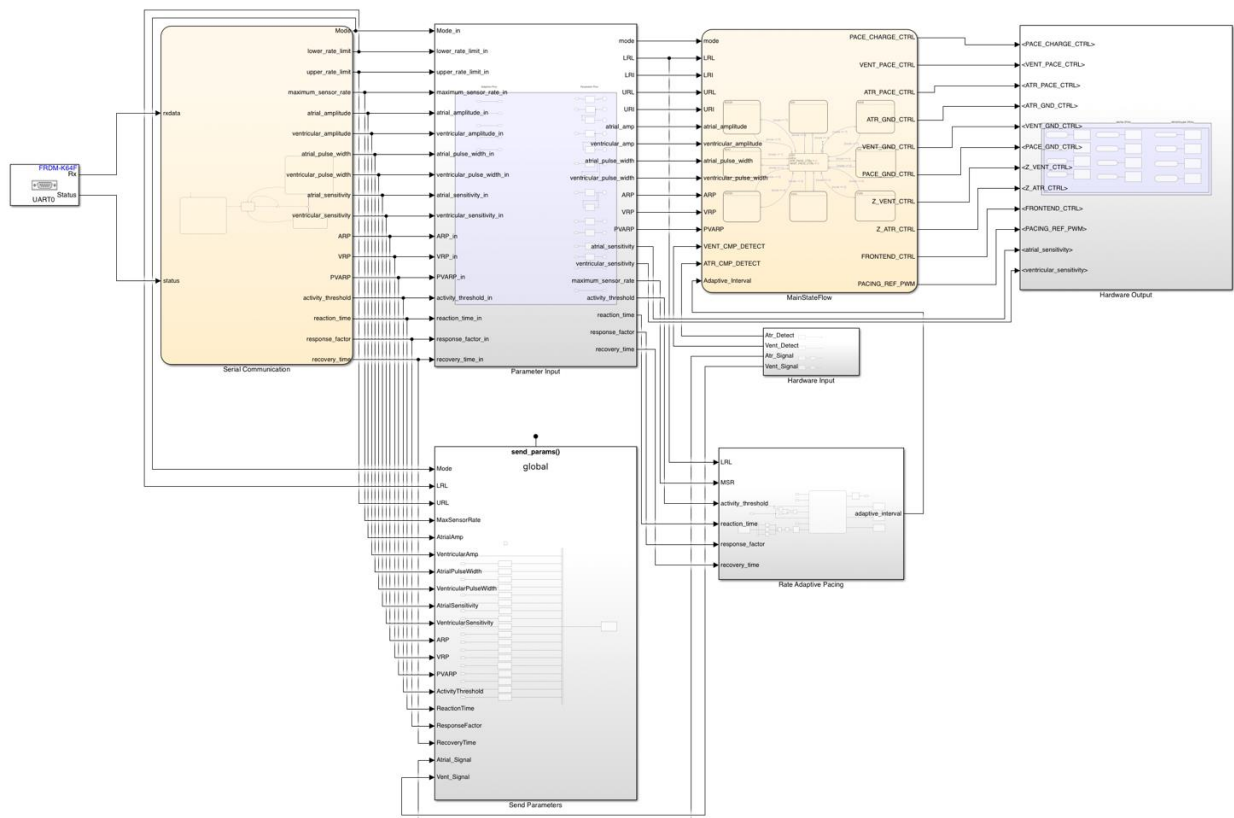 FRDM-K64F
Rx
Status
UART0
rxdata
status
Mode
lower_rate_limit
upper_rate_limit
maximum_sensor_rate
atrial_amplitude
ventricular_amplitude
atrial_pulse_width
ventricular_pulse_width
atrial_sensitivity
ventricular_sensitivity
ARP
VRP
PVARP
activity_threshold
reaction_time
response_factor
recovery_time
Serial Communication
Mode_in
lower_rate_limit_in
upper_rate_limit_in
maximum_sensor_rate_in
atrial_amplitude_in
ventricular_amplitude_in
atrial_pulse_width_in
ventricular_pulse_width_in
atrial_sensitivity_in
ventricular_sensitivity_in
ARP_in
VRP_in
PVARP_in
activity_threshold_in
reaction_time_in
response_factor_in
recovery_time_in
mode
LRL
LRI
URL
URI
atrial_amp
ventricular_amp
atrial_pulse_width
ventricular_pulse_width
ARP
VRP
PVARP
atrial_sensitivity
ventricular_sensitivity
maximum_sensor_rate
activity_threshold
reaction_time
response_factor
recovery_time
Parameter Input
mode
LRL
LRI
URL
URI
atrial_amplitude
ventricular_amplitude
atrial_pulse_width
ventricular_pulse_width
ARP
VRP
PVARP
VENT_CMP_DETECT
ATR_CMP_DETECT
Adaptive_Interval
PACE_CHARGE_CTRL
VENT_PACE_CTRL
ATR_PACE_CTRL
ATR_GND_CTRL
VENT_GND_CTRL
PACE_GND_CTRL
Z_VENT_CTRL
Z_ATR_CTRL
FRONTEND_CTRL
PACING_REF_PWM
MainStateFlow
<PACE_CHARGE_CTRL>
<VENT_PACE_CTRL>
<ATR_PACE_CTRL>
<ATR_GND_CTRL>
<VENT_GND_CTRL>
<PACE_GND_CTRL>
<Z_VENT_CTRL>
<Z_ATR_CTRL>
<FRONTEND_CTRL>
<PACING_REF_PWM>
<atrial_sensitivity>
<ventricular_sensitivity>
Hardware Output
Atr_Detect
Vent_Detect
Atr_Signal
Vent_Signal
Hardware Input
send_params()
global
Mode
LRL
URL
MaxSensorRate
AtrialAmp
VentricularAmp
AtrialPulseWidth
VentricularPulseWidth
AtrialSensitivity
VentricularSensitivity
ARP
VRP
PVARP
ActivityThreshold
ReactionTime
ResponseFactor
RecoveryTime
Atrial_Signal
Vent_Signal
Send Parameters
LRL
MSR
activity_threshold
reaction_time
response_factor
recovery_time
adaptive_interval
Rate Adaptive Pacing